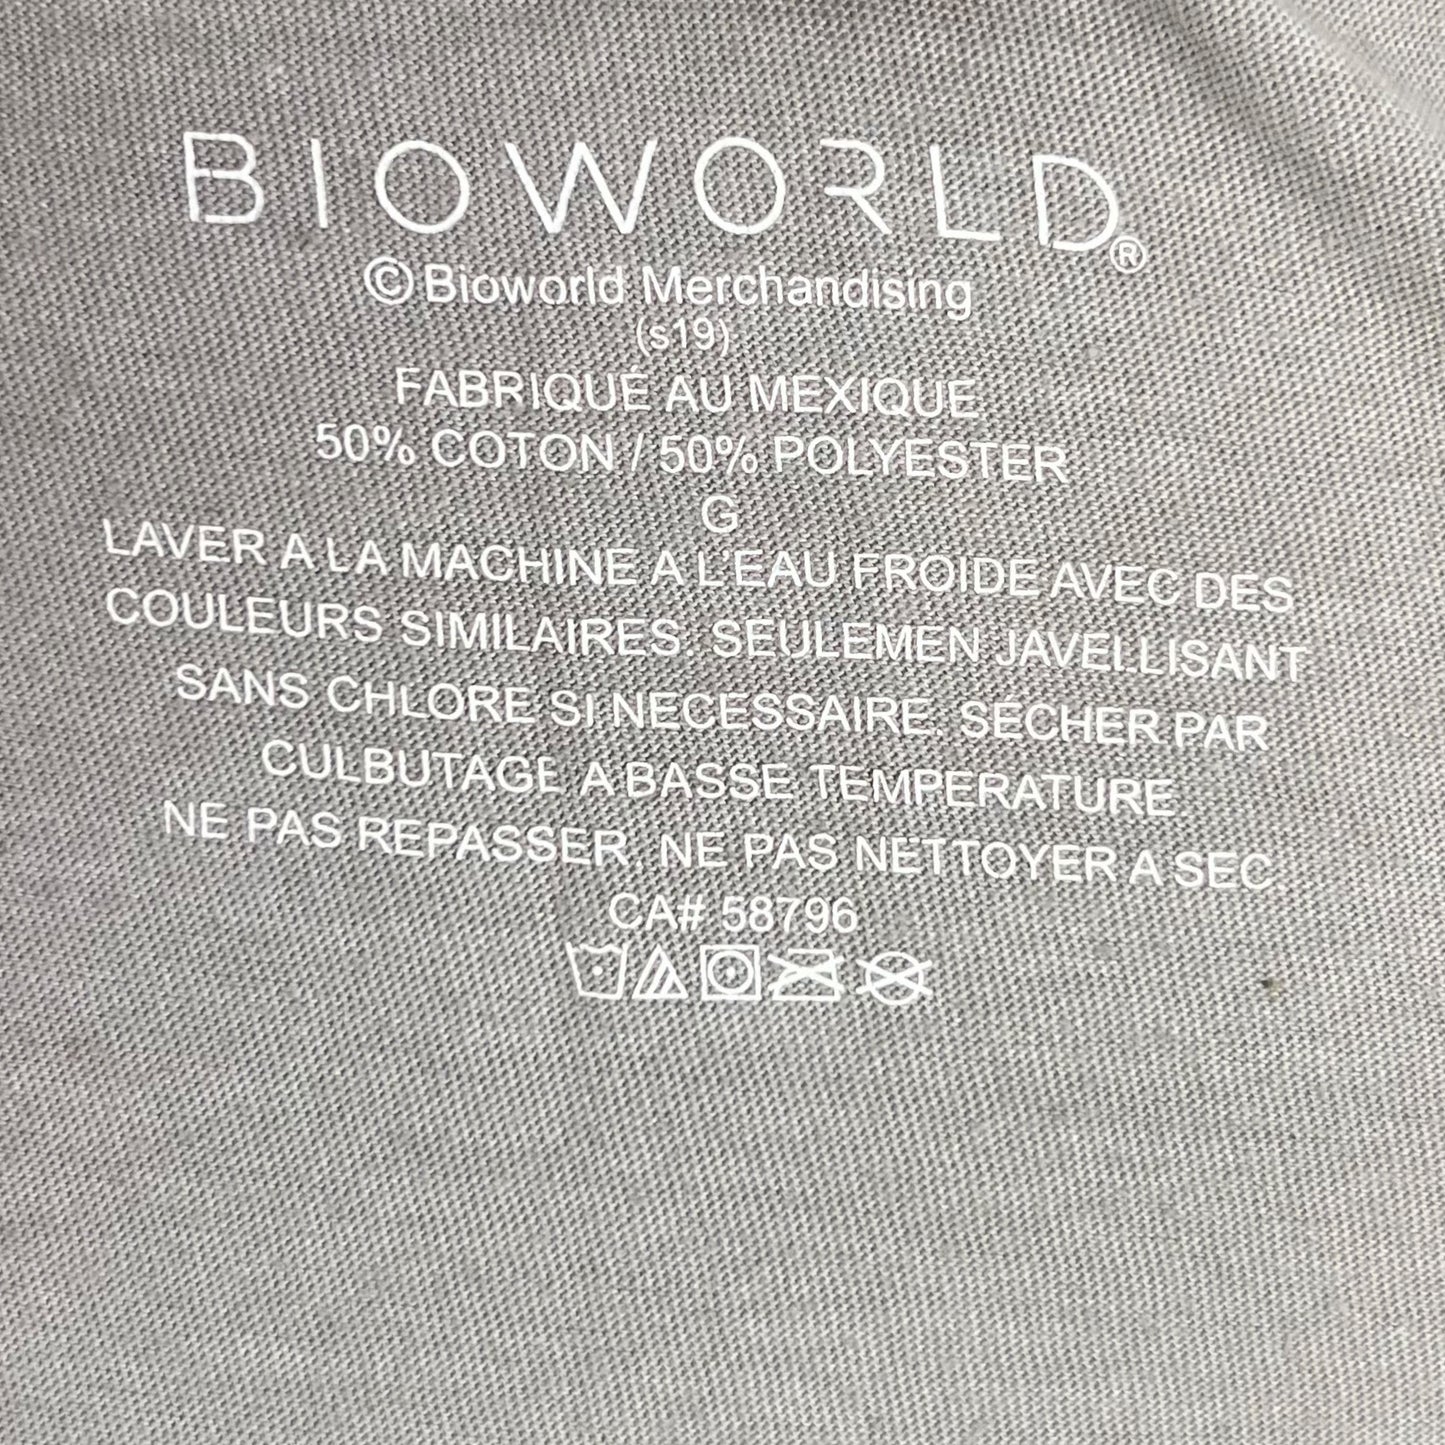 BIOWORLD®
©Bioworld Merchandising
(s19)
FABRIQUÉ AU MEXIQUE
50% COTON / 50% POLYESTER
G
LAVER A LA MACHINE A L'EAU FROIDE AVEC DES
COULEURS SIMILAIRES. SEULEMEN JAVELLISANT
SANS CHLORE SI NECESSAIRE. SÉCHER PAR
CULBUTAGE A BASSE TEMPERATURE.
NE PAS REPASSER, NE PAS NETTOYER A SEC.
CA# 58796